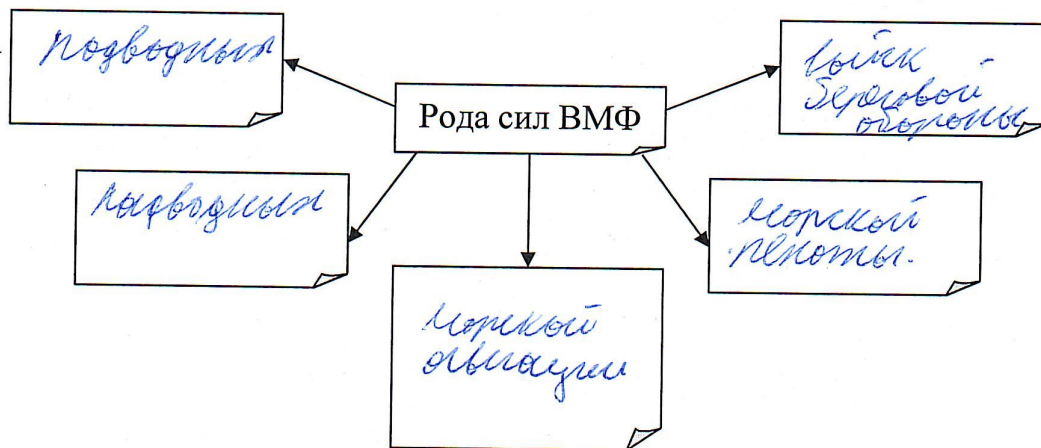 подводных
Рода сил ВМФ
войск
береговой
обороны
надводных
морской
пехоты.
морской
авиации